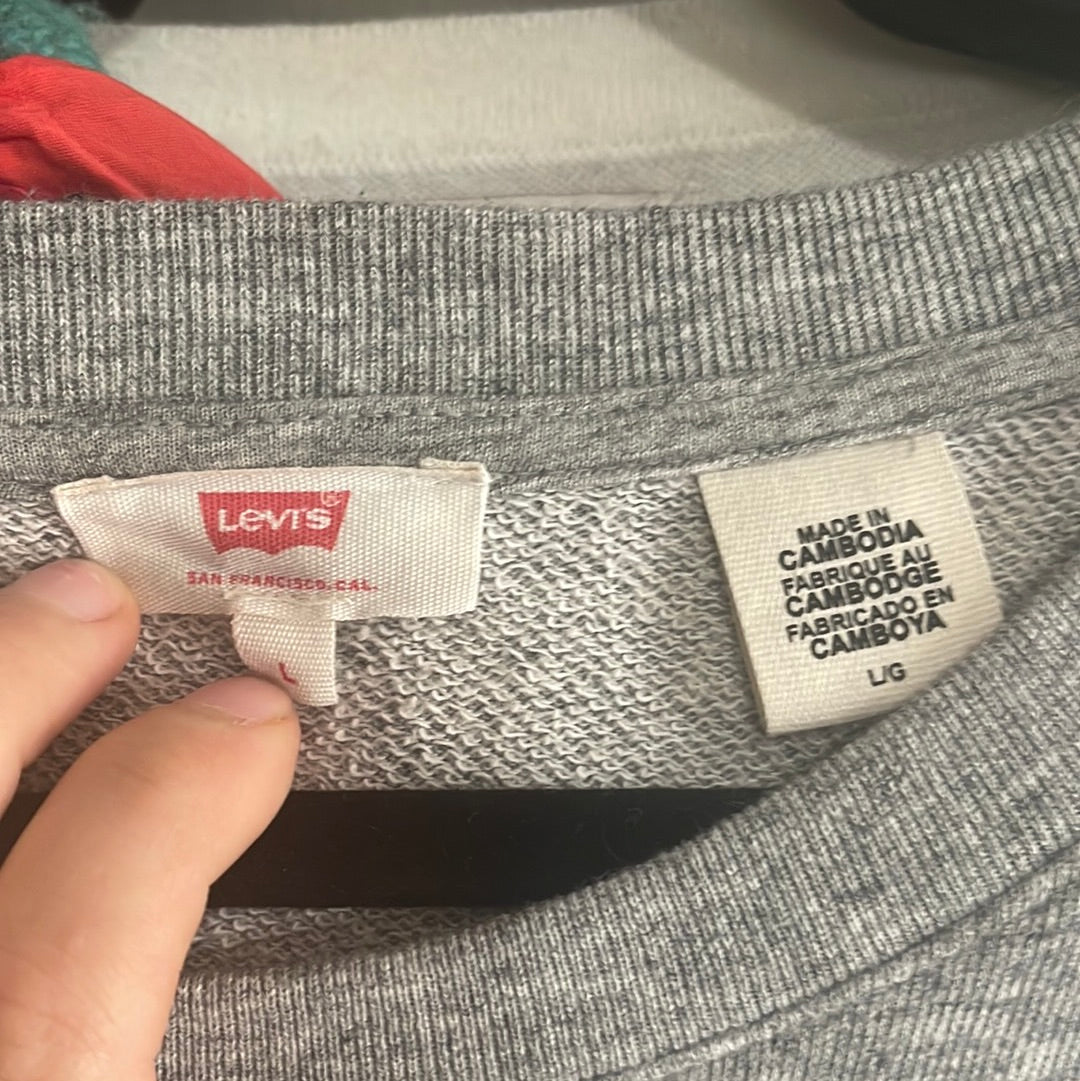 Levi's®
SAN FRANCISCO, CAL.
L
MADE IN
CAMBODIA
FABRIQUE AU
CAMBODGE
FABRICADO EN
CAMBOYA
L/G